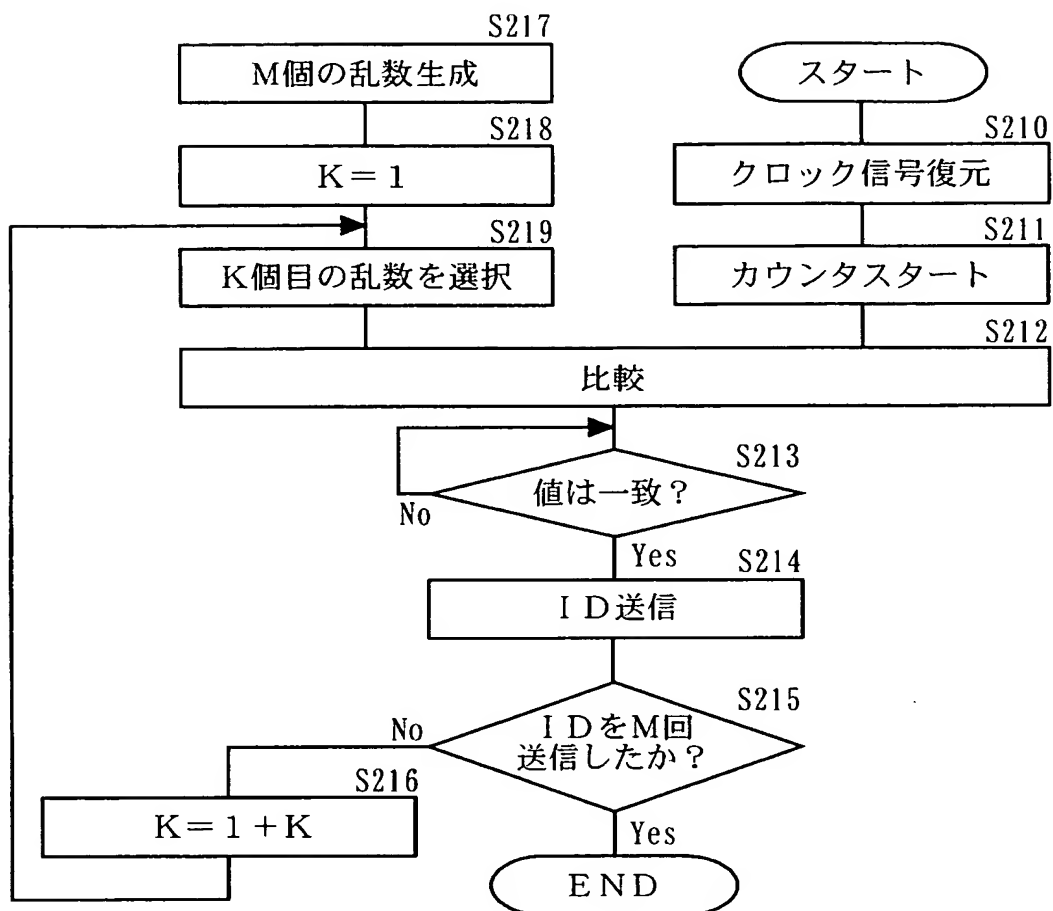 S217
M個の乱数生成
スタート
S218
K=1
S210
クロック信号復元
S219
K個目の乱数を選択
S211
カウンタスタート
S212
比較
S213
値は一致?
No
Yes
S214
ID送信
S215
IDをM回
送信したか?
No
S216
K=1+K
Yes
END